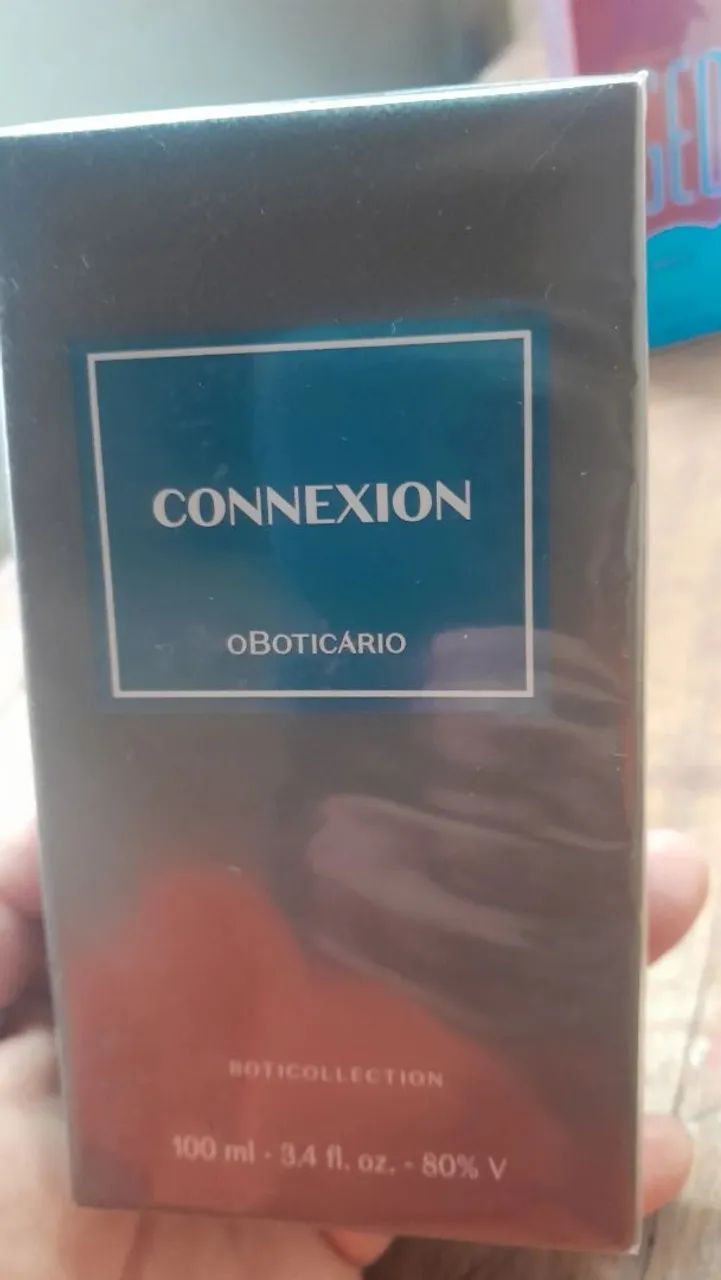 CONNEXION
oBOTICÁRIO
BOTICOLLECTION
100 ml - 3.4 fl. oz. - 80% V